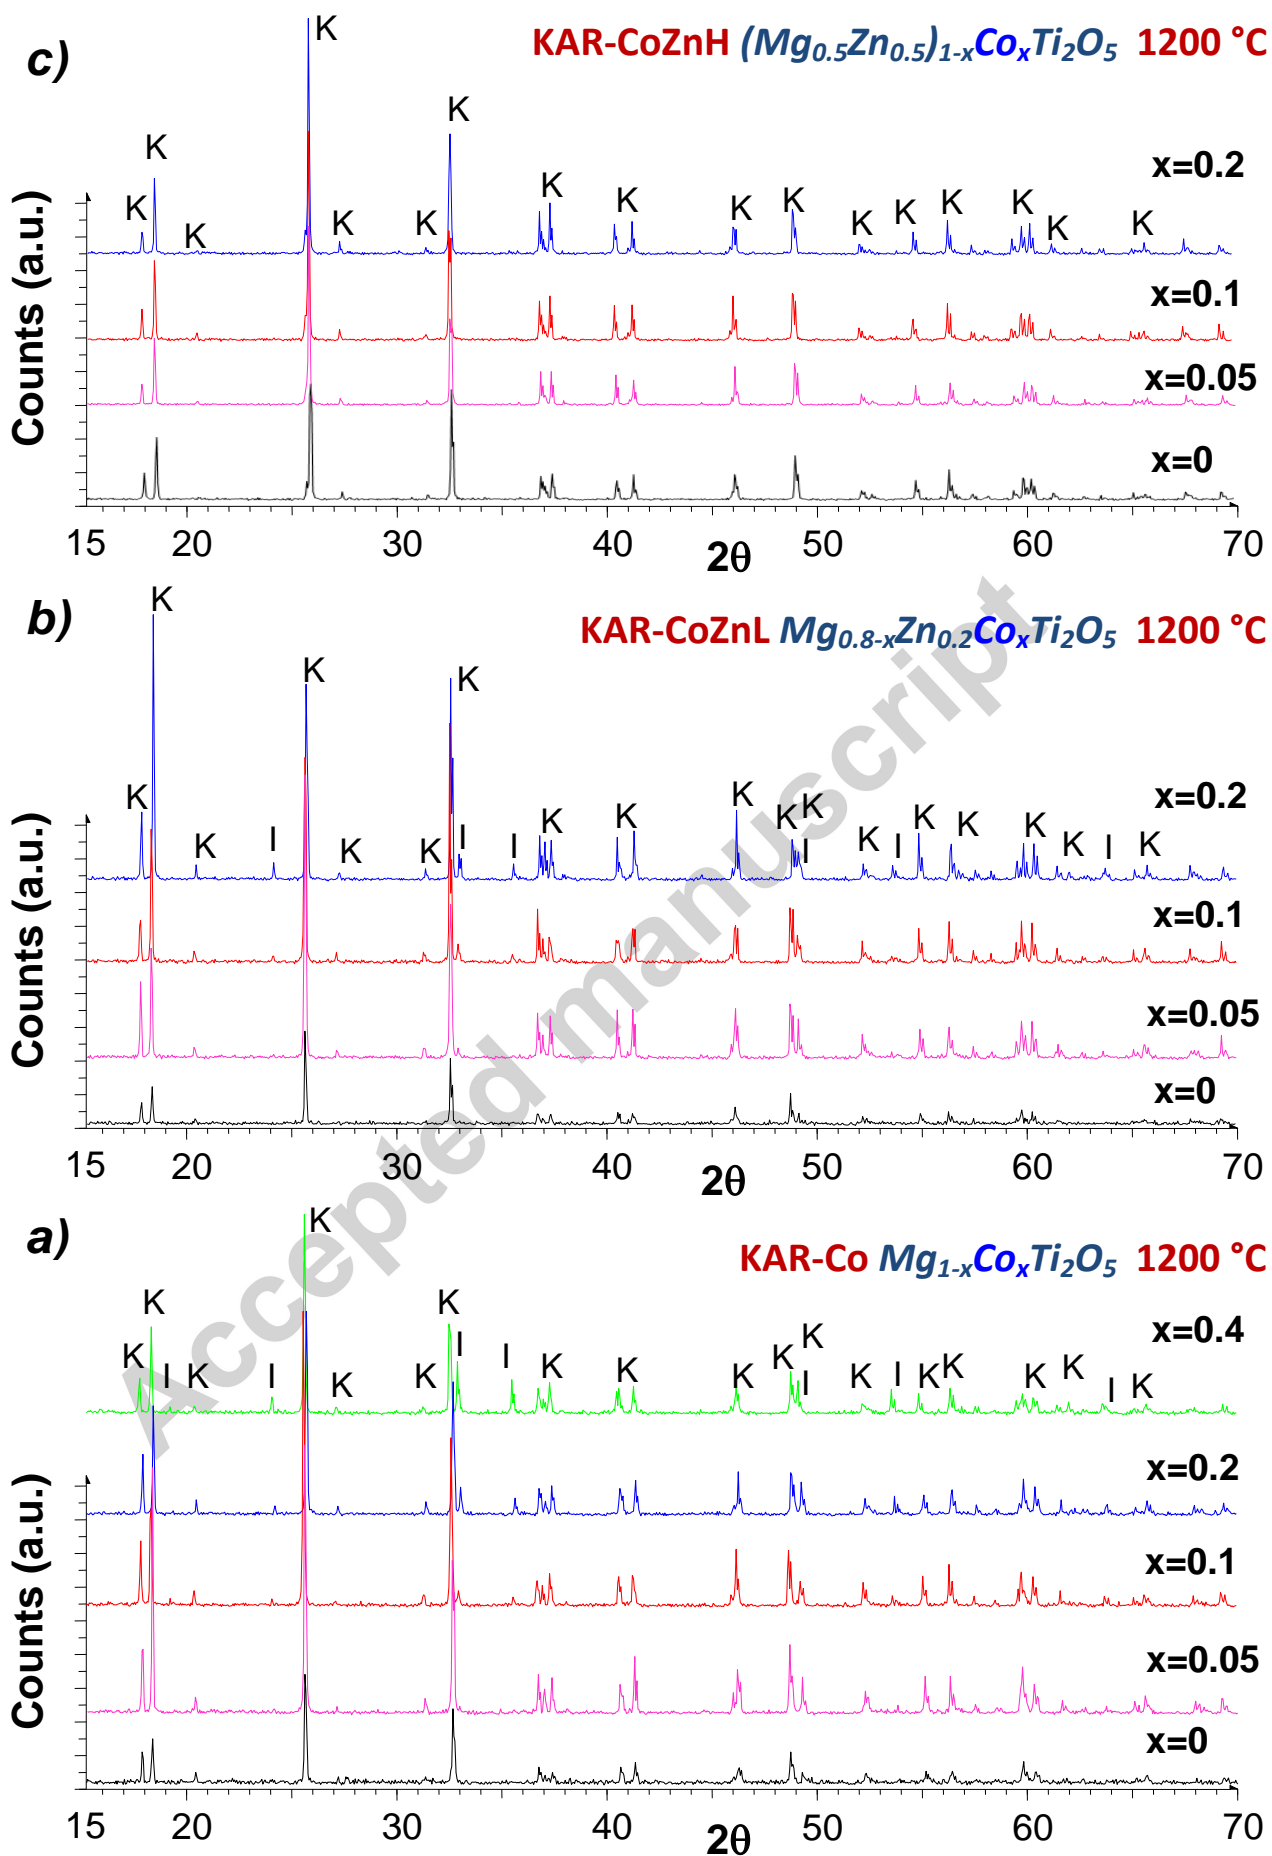 c)
KAR-CoZnH (Mg0.5Zn0.5)1-xCoxTi2O5 1200 °C
K
K
K
K
x=0.2
K K K K K K K K K K K K K
x=0.1
x=0.05
x=0
Counts (a.u.)
15 20 30 40 50 60 70
2θ
b)
KAR-CoZnL Mg0.8-xZn0.2CoxTi2O5 1200 °C
K
K
K
x=0.2
K K I K K I I K K K K K K I K K K K I K
x=0.1
x=0.05
x=0
Counts (a.u.)
15 20 30 40 50 60 70
2θ
a)
KAR-Co Mg1-xCoxTi2O5 1200 °C
K
K
K
x=0.4
K I K I K K I I K K K K K I K I K K K K I K
x=0.2
x=0.1
x=0.05
x=0
Counts (a.u.)
15 20 30 40 50 60 70
2θ
Accepted manuscript